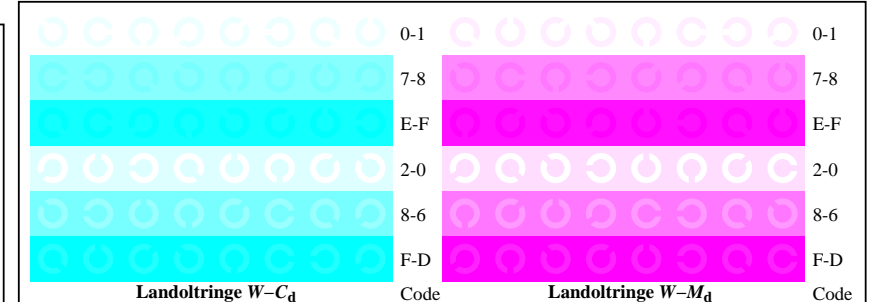 0-1 0-1
7-8 7-8
E-F E-F
2-0 2-0
8-6 8-6
F-D F-D
Landoltringe W–Cd Code Landoltringe W–Md Code